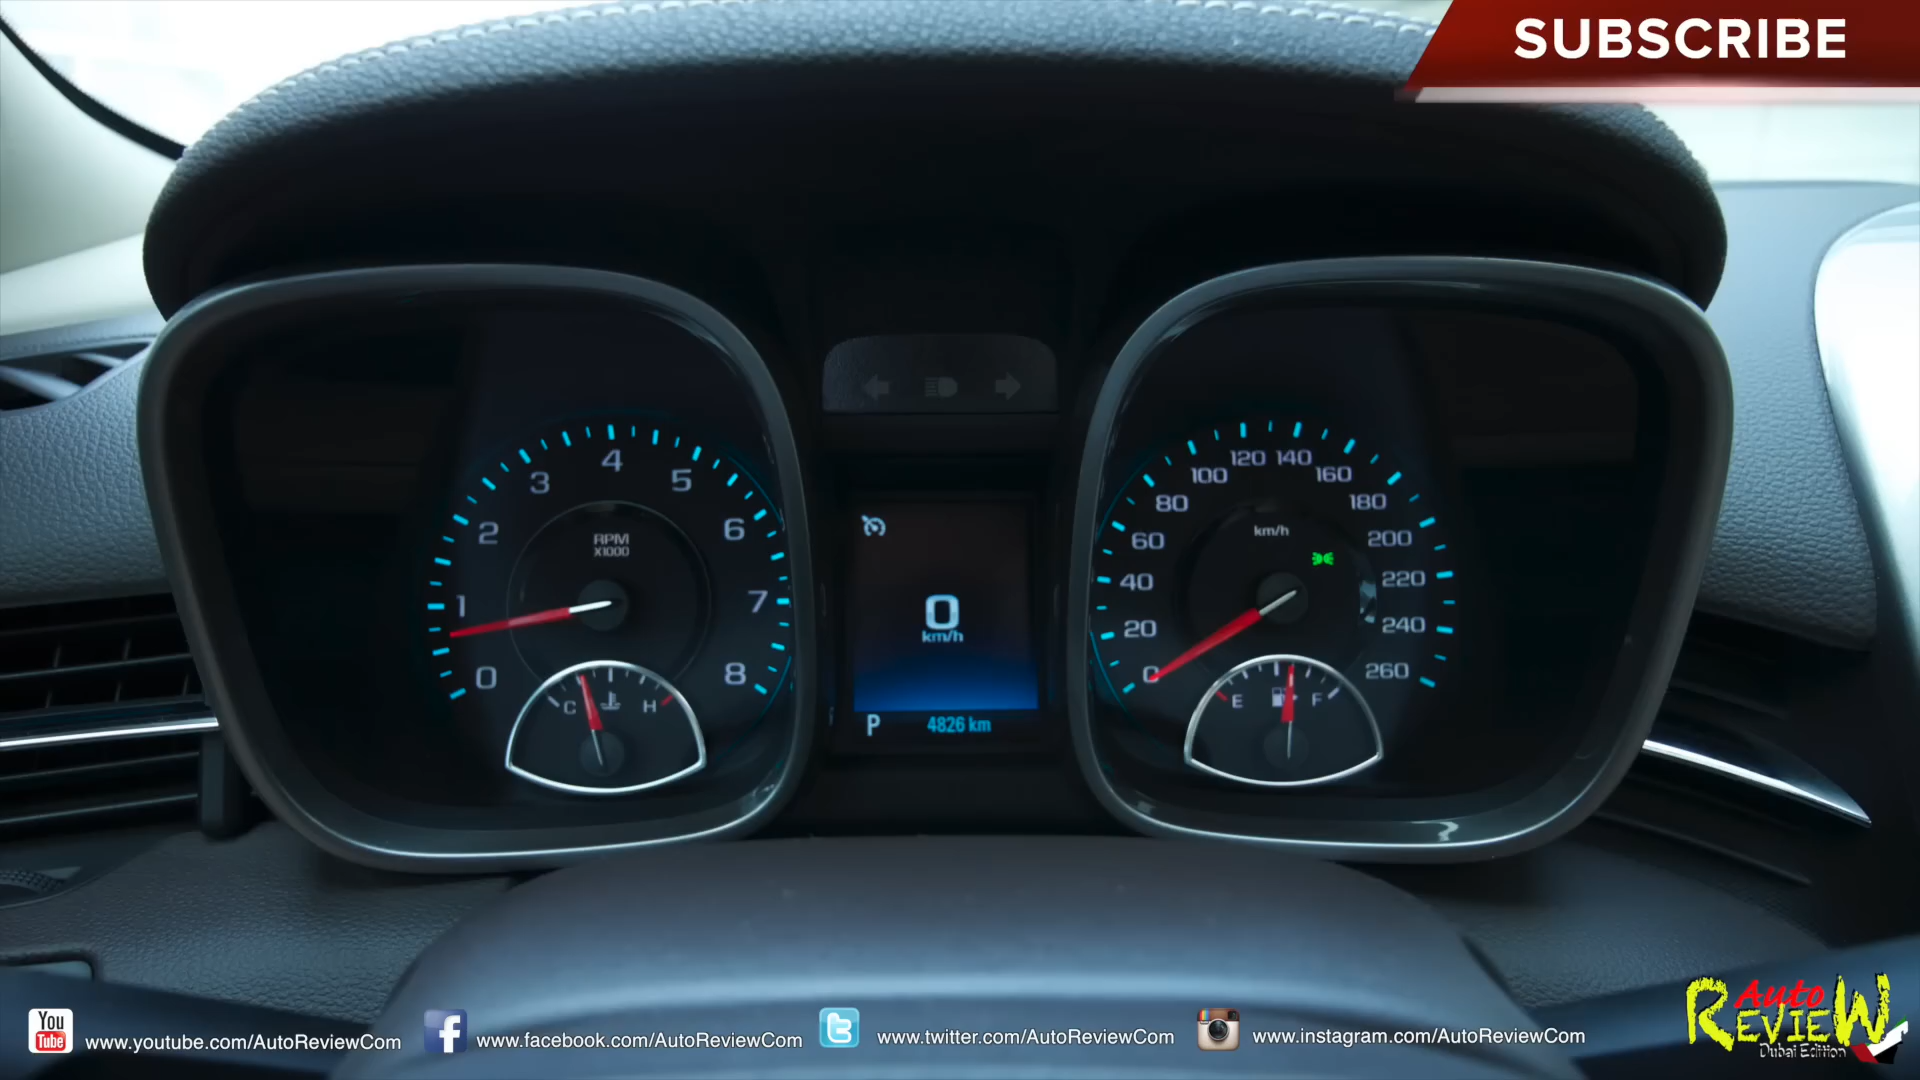 SUBSCRIBE
0
1
2
3
4
5
6
7
8
RPM
X1000
C
H
0
km/h
P
4826 km
0
20
40
60
80
100
120
140
160
180
200
220
240
260
km/h
E
F
You
Tube
www.youtube.com/AutoReviewCom
f
www.facebook.com/AutoReviewCom
t
www.twitter.com/AutoReviewCom
www.instagram.com/AutoReviewCom
Auto
REVIEW
Dubai Edition